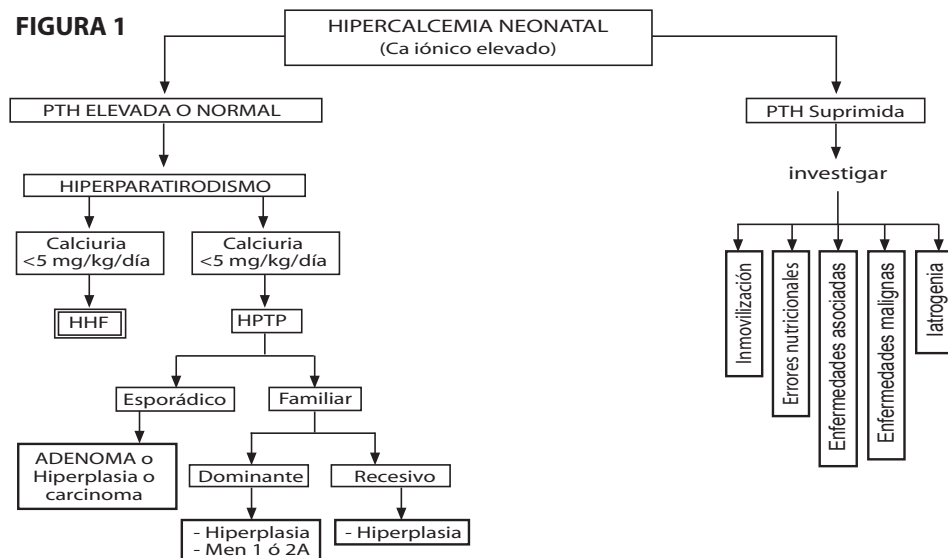 FIGURA 1
HIPERCALCEMIA NEONATAL
(Ca iónico elevado)
PTH ELEVADA O NORMAL
PTH Suprimida
HIPERPARATIRODISMO
investigar
Calciuria
<5 mg/kg/día
Calciuria
<5 mg/kg/día
HHF
HPTP
Inmovilización
Errores nutricionales
Enfermedades asociadas
Enfermedades malignas
Iatrogenia
Esporádico
Familiar
ADENOMA o
Hiperplasia o
carcinoma
Dominante
Recesivo
- Hiperplasia
- Men 1 ó 2A
- Hiperplasia